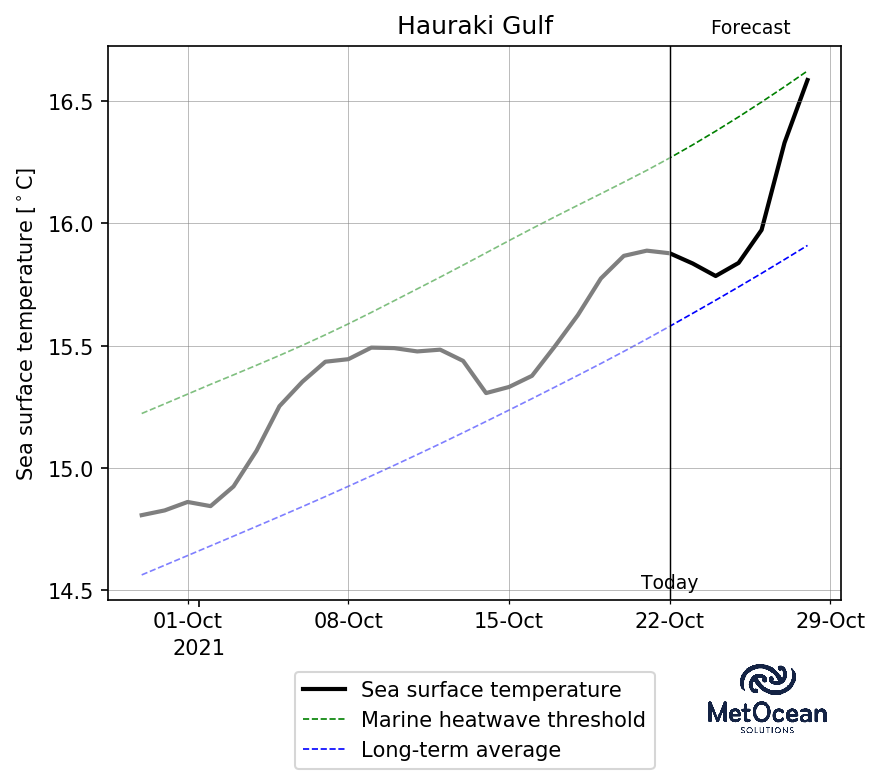 Hauraki Gulf
Forecast
Sea surface temperature [°C]
16.5
16.0
15.5
15.0
14.5
Today
01-Oct 08-Oct 15-Oct 22-Oct 29-Oct
2021
Sea surface temperature
Marine heatwave threshold
Long-term average
MetOcean
SOLUTIONS